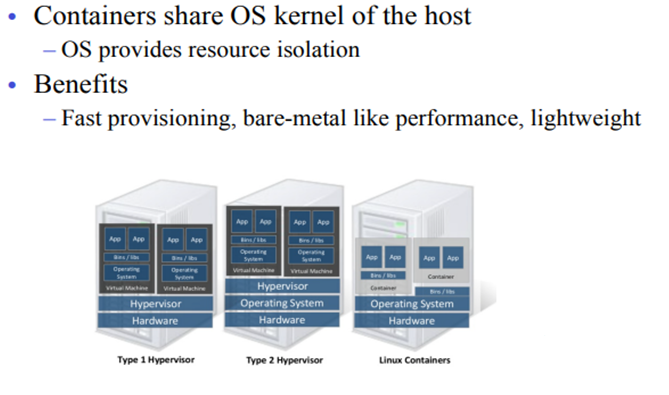 • Containers share OS kernel of the host
– OS provides resource isolation
• Benefits
– Fast provisioning, bare-metal like performance, lightweight
App App App App
Bins / libs Bins / libs
Operating System Operating System
Virtual Machine Virtual Machine
Hypervisor
Hardware
Type 1 Hypervisor
App App App App
Bins / libs Bins / libs
Operating System Operating System
Virtual Machine Virtual Machine
Hypervisor
Operating System
Hardware
Type 2 Hypervisor
App App App App
Bins / libs Container
Container Bins / libs
Operating System
Hardware
Linux Containers